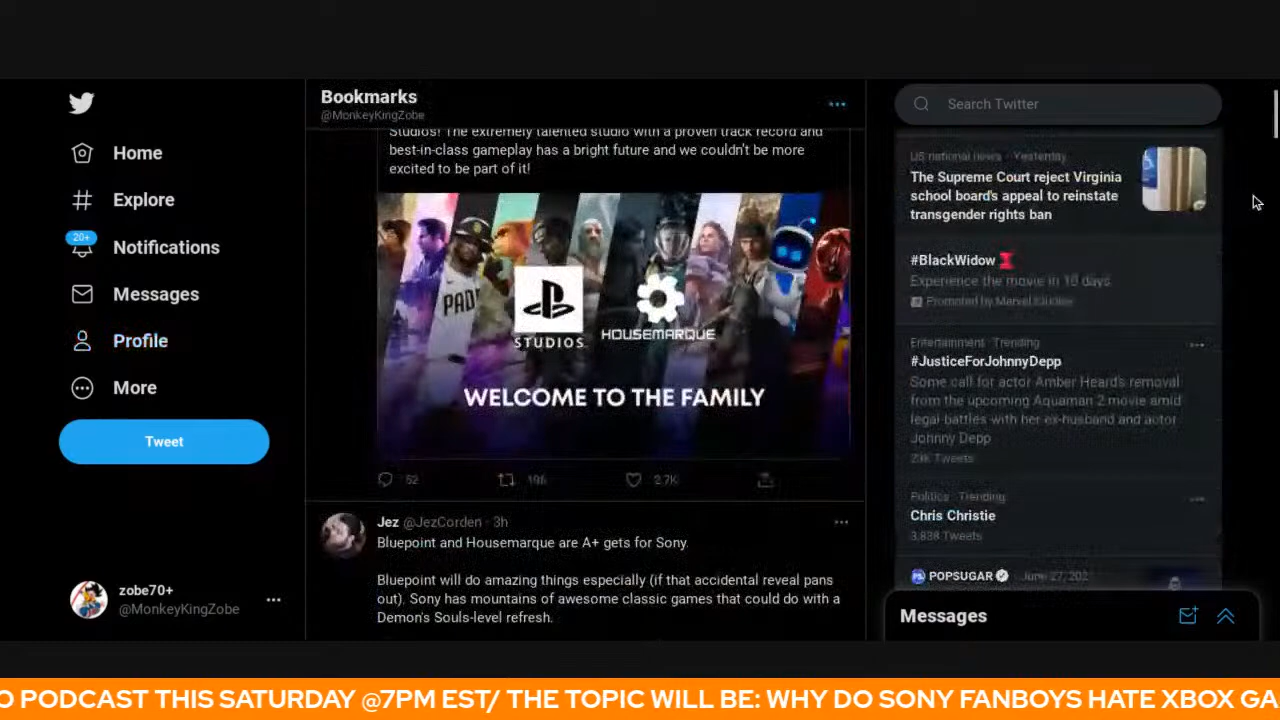 Home
Explore
20+
Notifications
Messages
Profile
More
Tweet
zobe70+
@MonkeyKingZobe
Bookmarks
@MonkeyKingZobe
Studios! The extremely talented studio with a proven track record and
best-in-class gameplay has a bright future and we couldn't be more
excited to be part of it!
PAD
STUDIOS
HOUSEMARQUE
WELCOME TO THE FAMILY
52
196
2.7K
Jez @JezCorden · 3h
Bluepoint and Housemarque are A+ gets for Sony.
Bluepoint will do amazing things especially (if that accidental reveal pans
out). Sony has mountains of awesome classic games that could do with a
Demon's Souls-level refresh.
Search Twitter
US national news · Yesterday
The Supreme Court reject Virginia
school board's appeal to reinstate
transgender rights ban
#BlackWidow
Experience the movie in 10 days.
Promoted by Marvel Studios
Entertainment · Trending
#JusticeForJohnnyDepp
Some call for actor Amber Heard's removal
from the upcoming Aquaman 2 movie amid
legal battles with her ex-husband and actor
Johnny Depp
Tweets
Politics · Trending
Chris Christie
3,838 Tweets
POPSUGAR June 27, 202
Messages
O PODCAST THIS SATURDAY @7PM EST/ THE TOPIC WILL BE: WHY DO SONY FANBOYS HATE XBOX GA